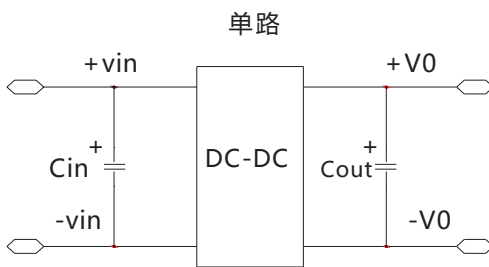 单路
+vin
+V0
+
Cin
DC-DC
+
Cout
-vin
-V0